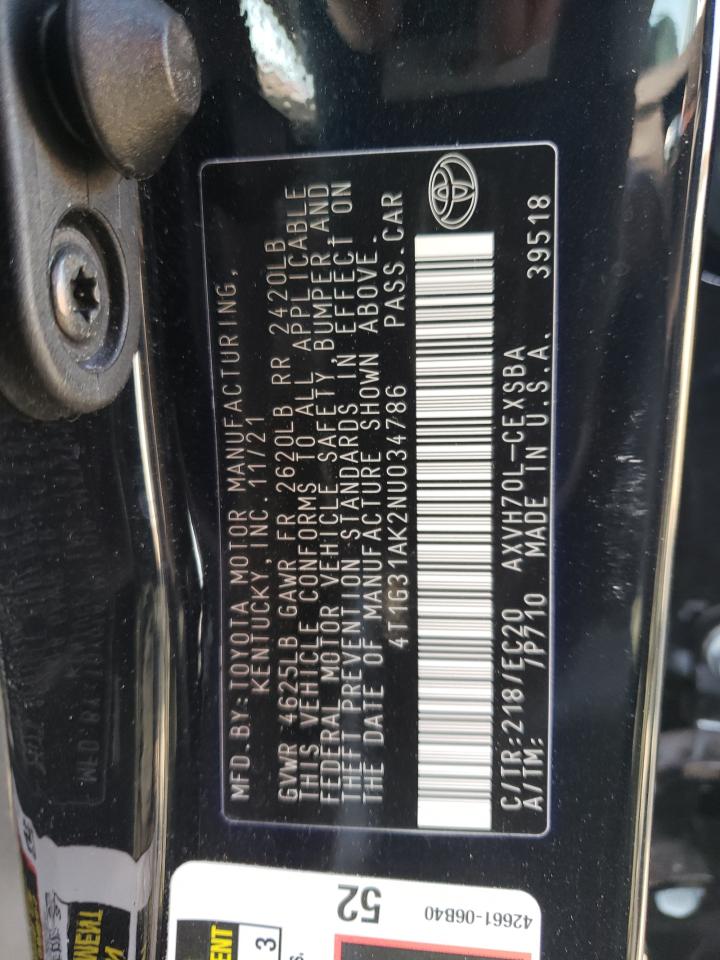 MFD.BY:TOYOTA MOTOR MANUFACTURING,
KENTUCKY, INC. 11/21
GVWR 4625LB GAWR FR 2620LB RR 2420LB
THIS VEHICLE CONFORMS TO ALL APPLICABLE
FEDERAL MOTOR VEHICLE SAFETY, BUMPER AND
THEFT PREVENTION STANDARDS IN EFFECT ON
THE DATE OF MANUFACTURE SHOWN ABOVE.
4T1G31AK2NU034786 PASS.CAR
C/TR:218/EC20 AXVH70L-CEXSBA
A/TM: /P710 MADE IN U.S.A. 39518
52
42661-06B40
3